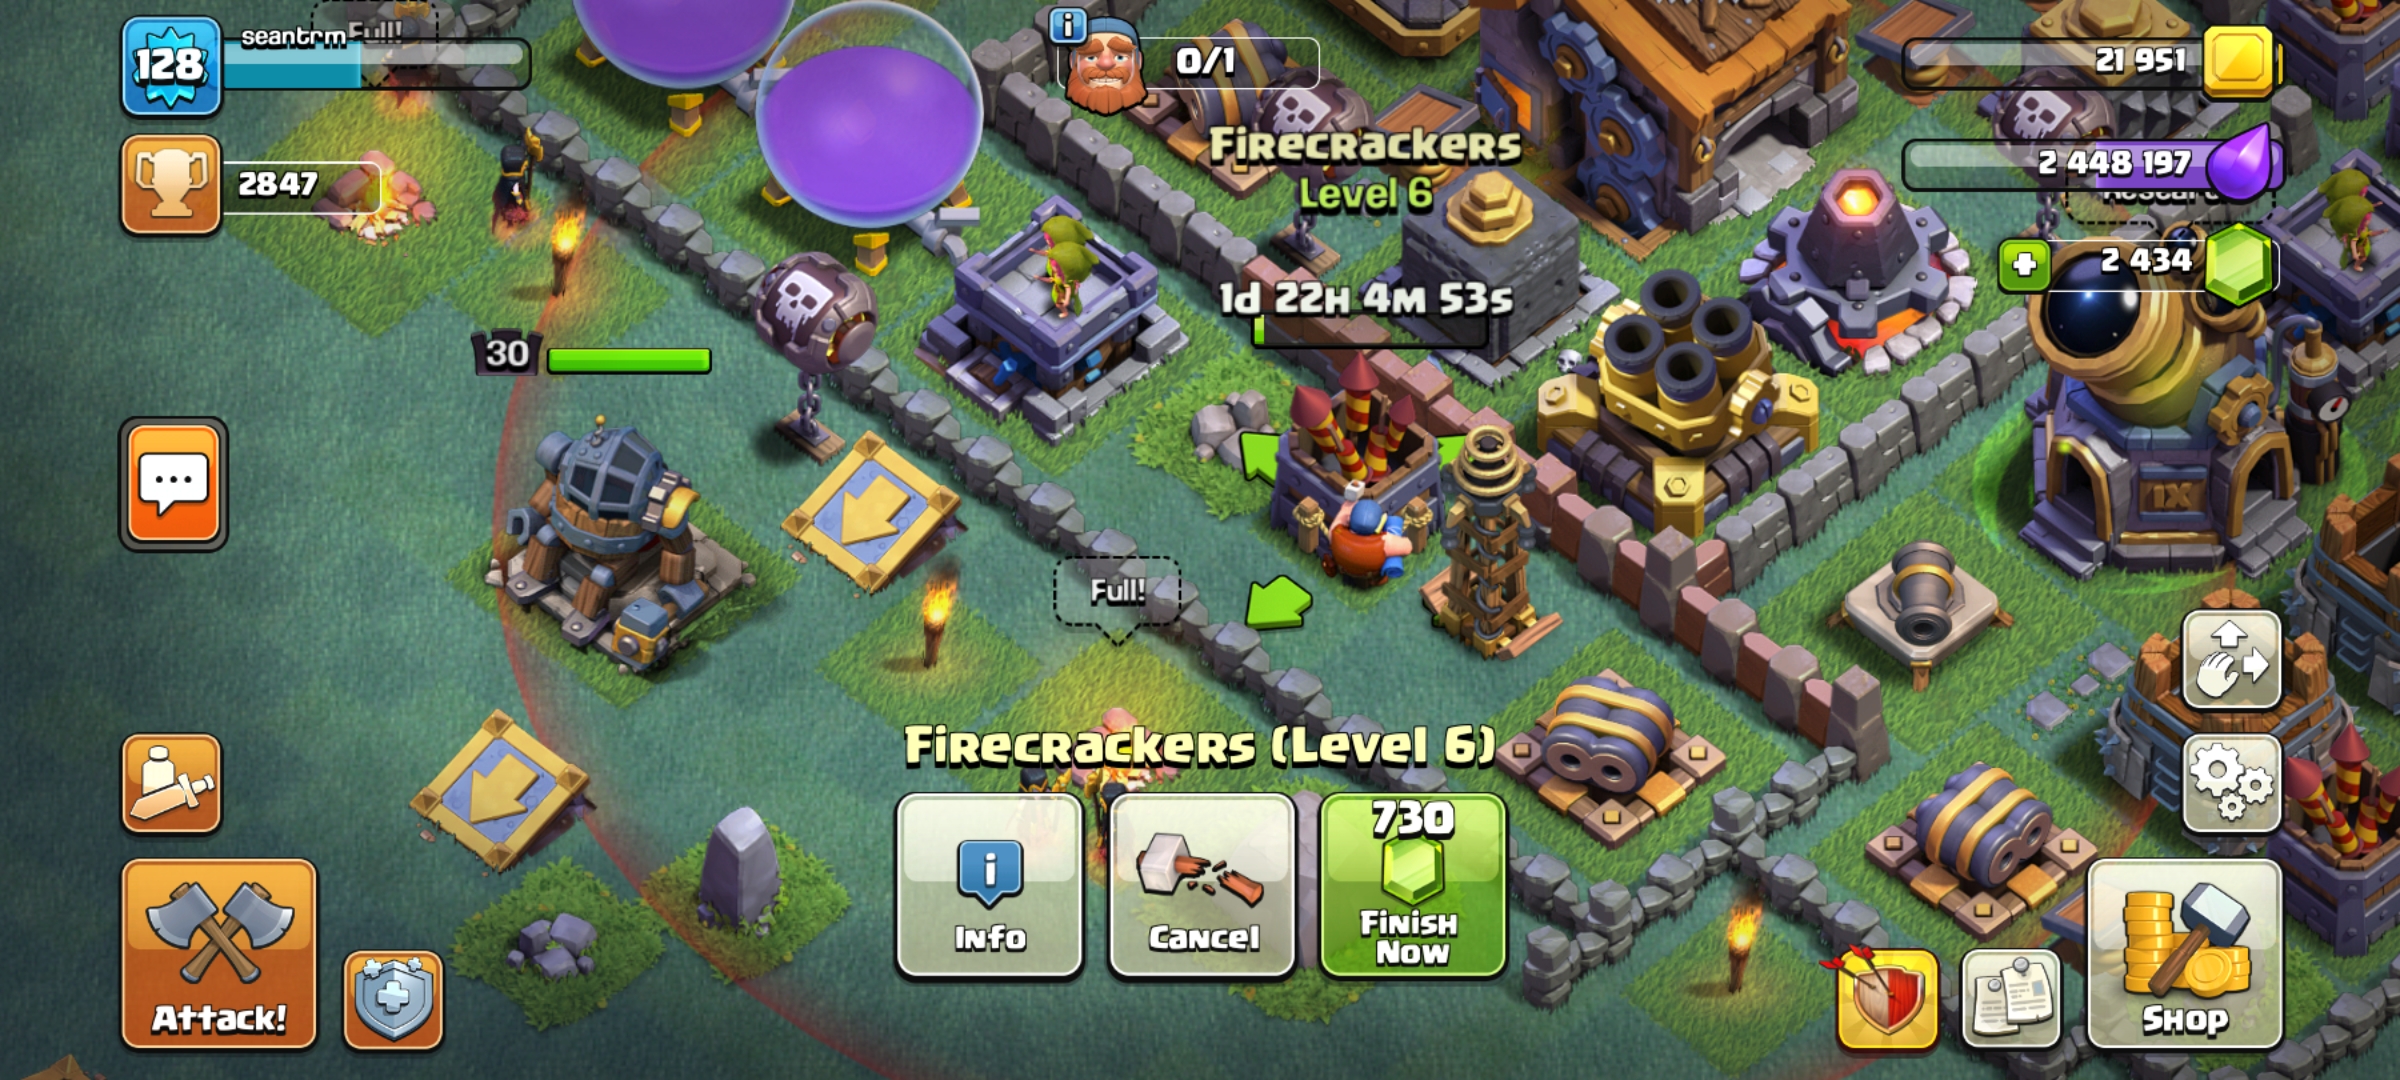 128
seantrm
Full!
0/1
21 951
Firecrackers
Level 6
2 448 197
2847
2 434
1d 22H 4M 53s
30
IX
Full!
Firecrackers (Level 6)
730
Info
Cancel
Finish
Now
Attack!
Shop